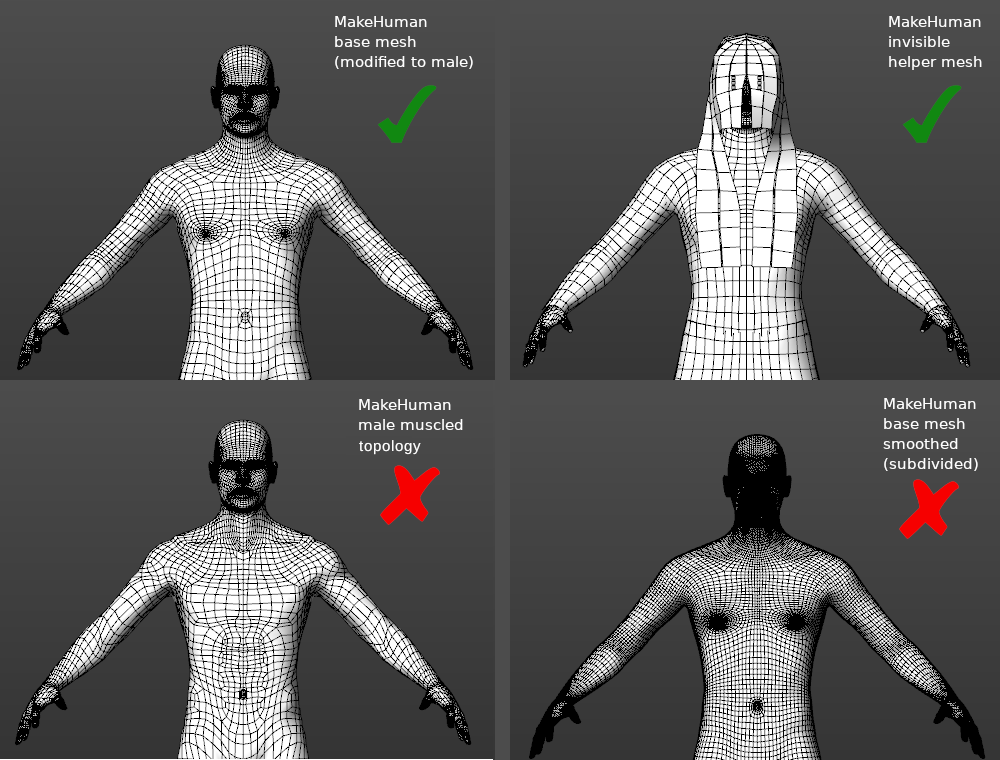 MakeHuman
base mesh
(modified to male)
MakeHuman
invisible
helper mesh
MakeHuman
male muscled
topology
MakeHuman
base mesh
smoothed
(subdivided)